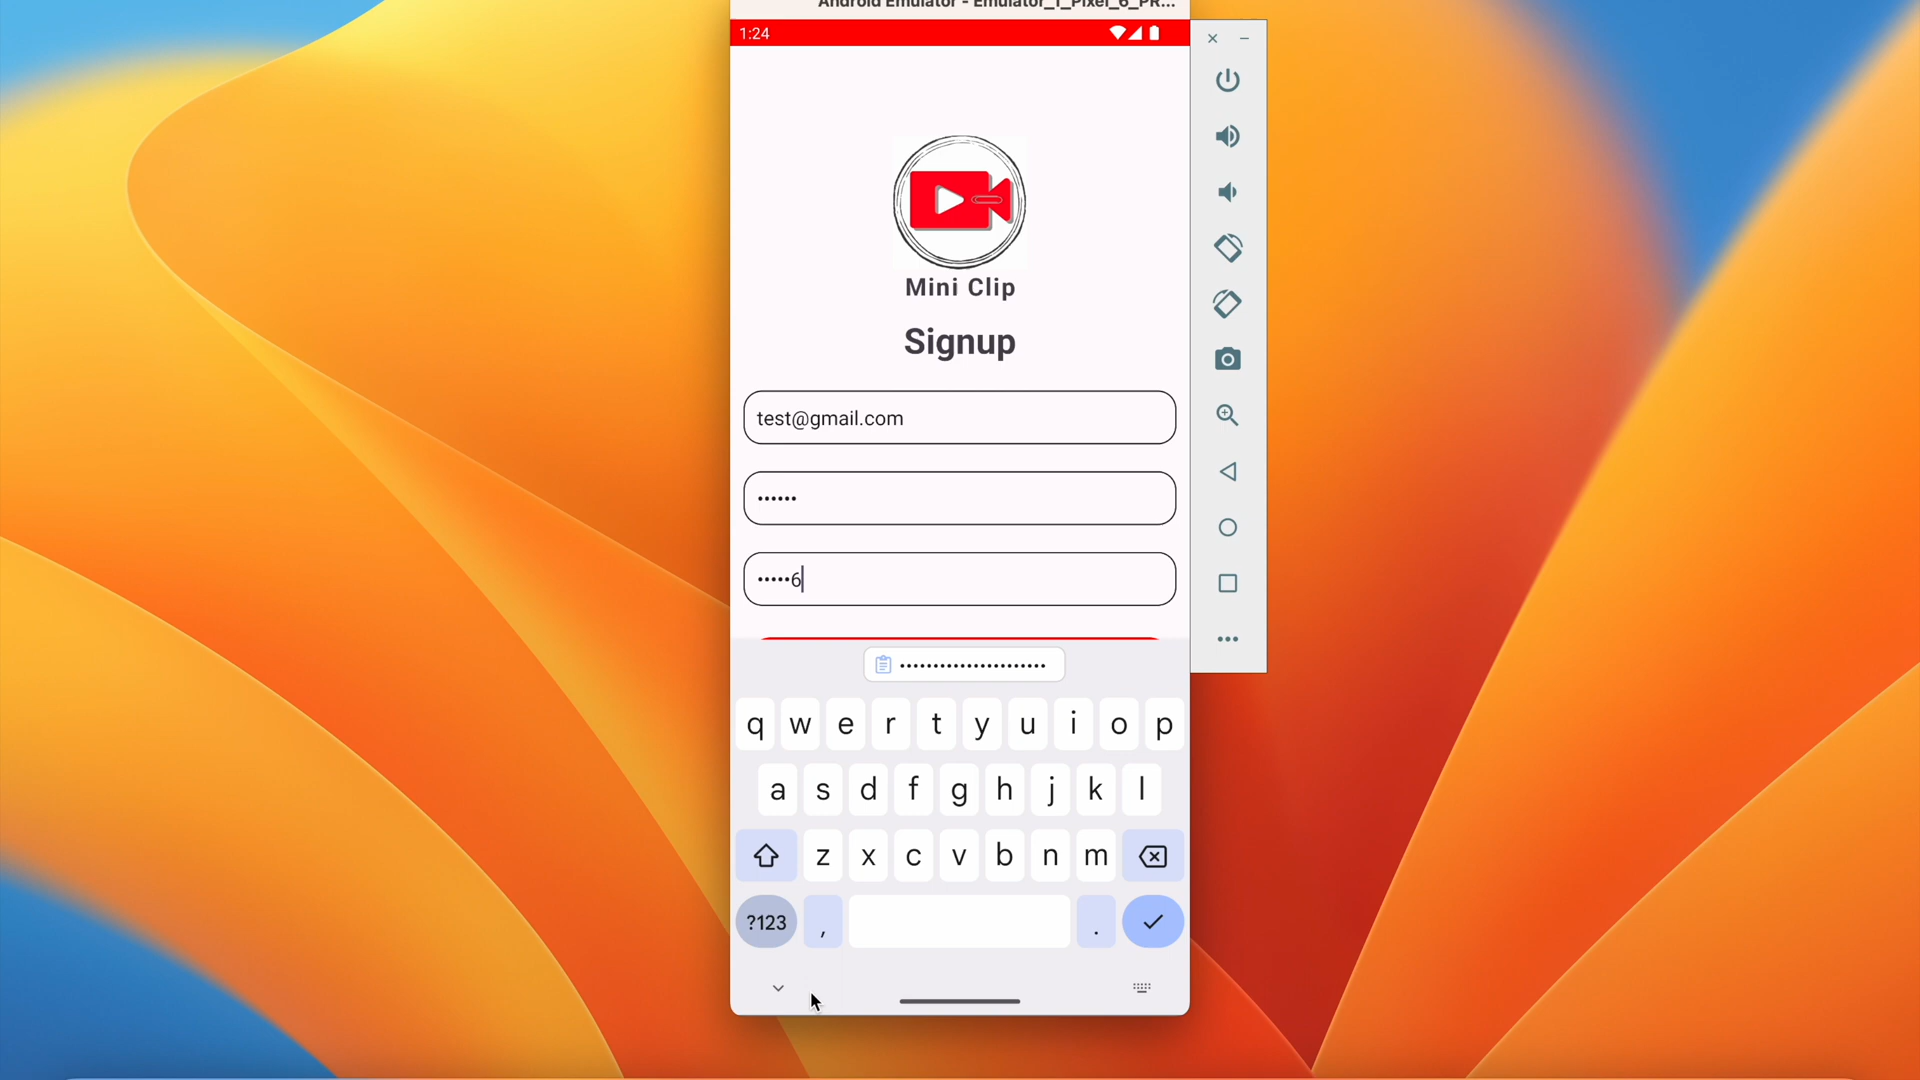 Android Emulator - Emulator_1_Pixel_6_PR...
1:24
Mini Clip
Signup
test@gmail.com
••••••
•••••6
••••••••••••••••••••••
q w e r t y u i o p
a s d f g h j k l
z x c v b n m
?123 , .